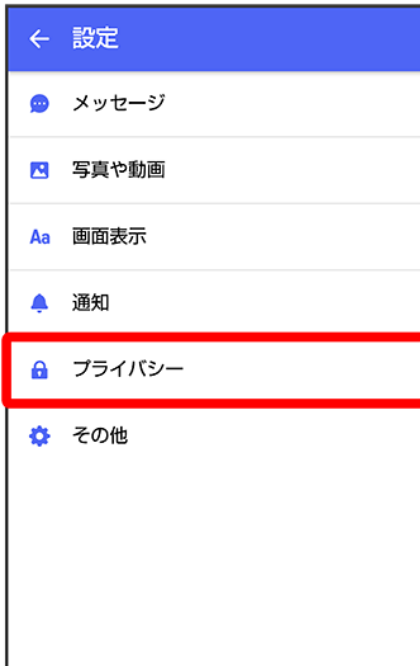 設定
メッセージ
写真や動画
Aa 画面表示
通知
プライバシー
その他